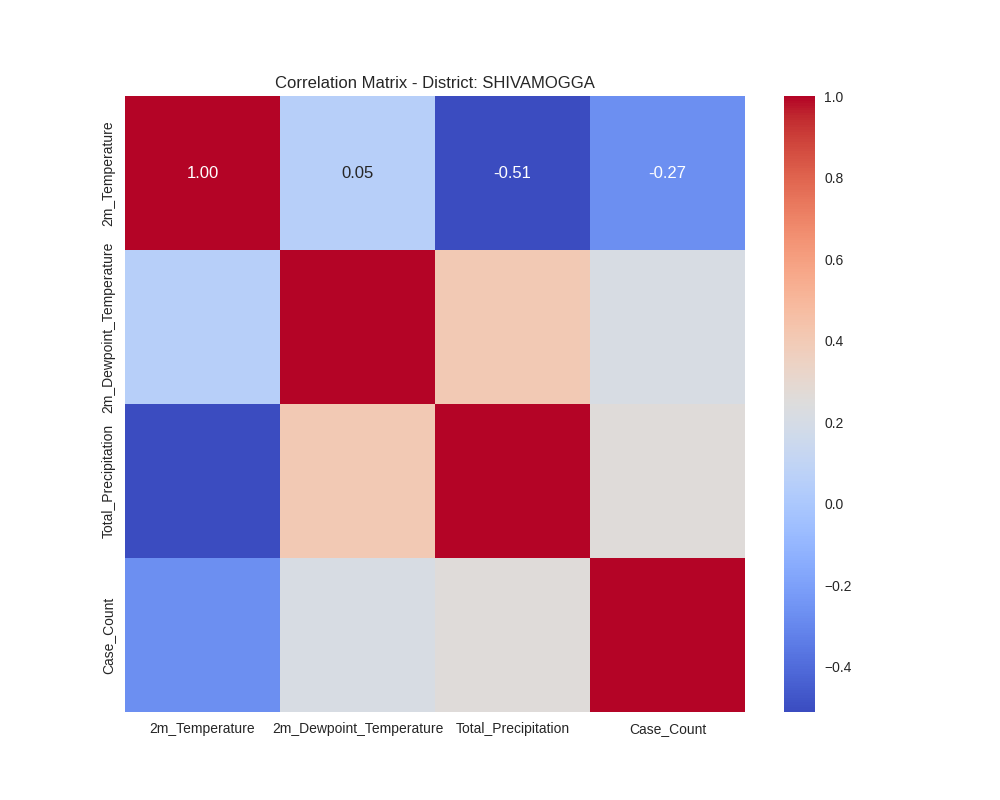 Correlation Matrix - District: SHIVAMOGGA
2m_Temperature
2m_Dewpoint_Temperature
Total_Precipitation
Case_Count
1.00 0.05 -0.51 -0.27
2m_Temperature 2m_Dewpoint_Temperature Total_Precipitation Case_Count
1.0
0.8
0.6
0.4
0.2
0.0
−0.2
−0.4